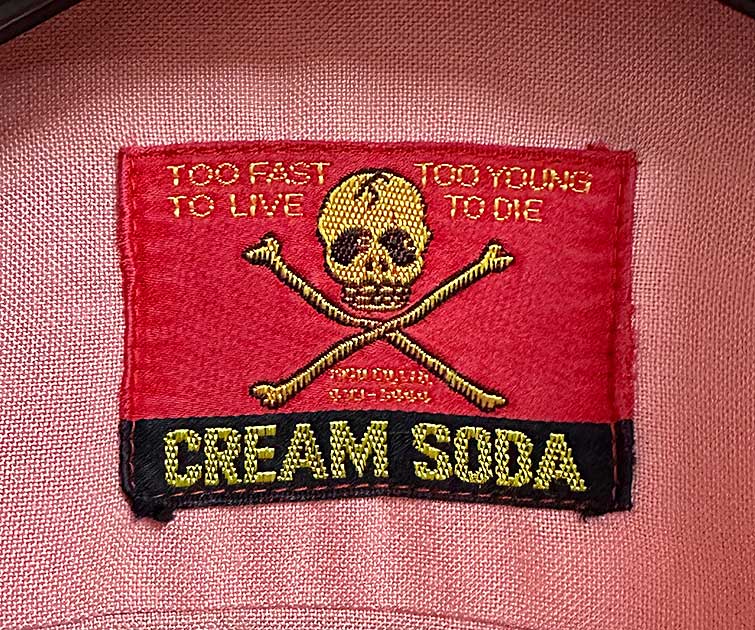 TOO FAST TOO YOUNG
TO LIVE TO DIE
CREAM SODA